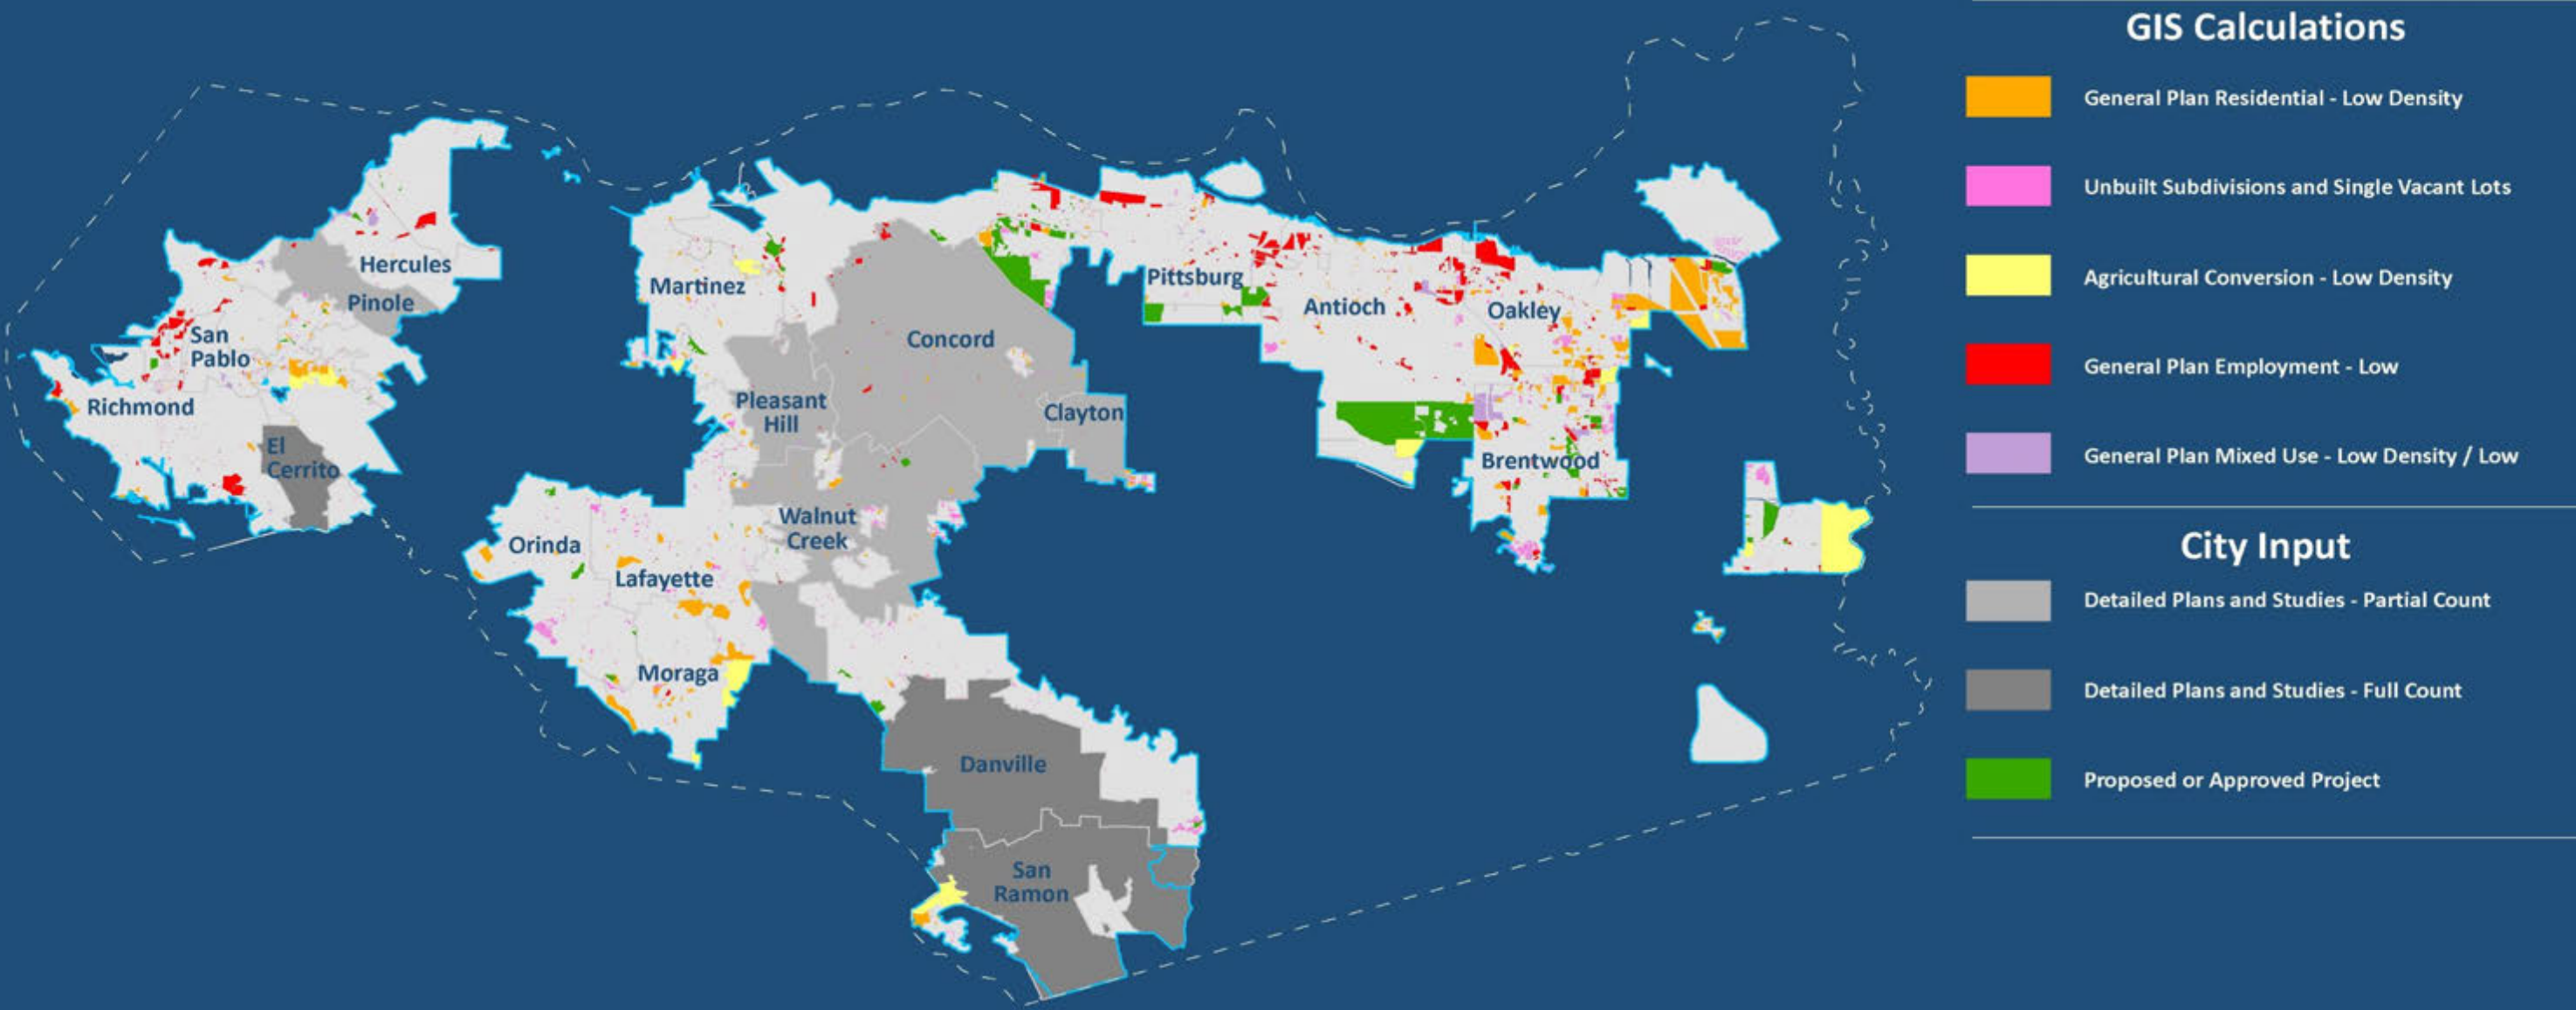 Hercules
Pinole
San
Pablo
Richmond
El
Cerrito
Martinez
Concord
Pleasant
Hill
Clayton
Walnut
Creek
Orinda
Lafayette
Moraga
Danville
San
Ramon
Pittsburg
Antioch
Oakley
Brentwood
GIS Calculations
General Plan Residential - Low Density
Unbuilt Subdivisions and Single Vacant Lots
Agricultural Conversion - Low Density
General Plan Employment - Low
General Plan Mixed Use - Low Density / Low
City Input
Detailed Plans and Studies - Partial Count
Detailed Plans and Studies - Full Count
Proposed or Approved Project